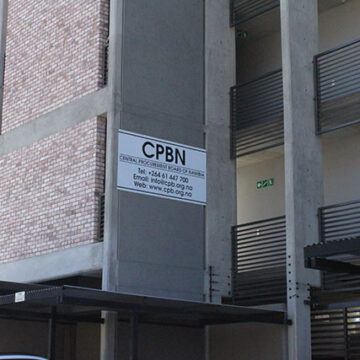 CPBN
CENTRAL PROCUREMENT BOARD OF NAMIBIA
Tel: +264 61 447 700
Email: info@cpb.org.na
Web: www.cpb.org.na